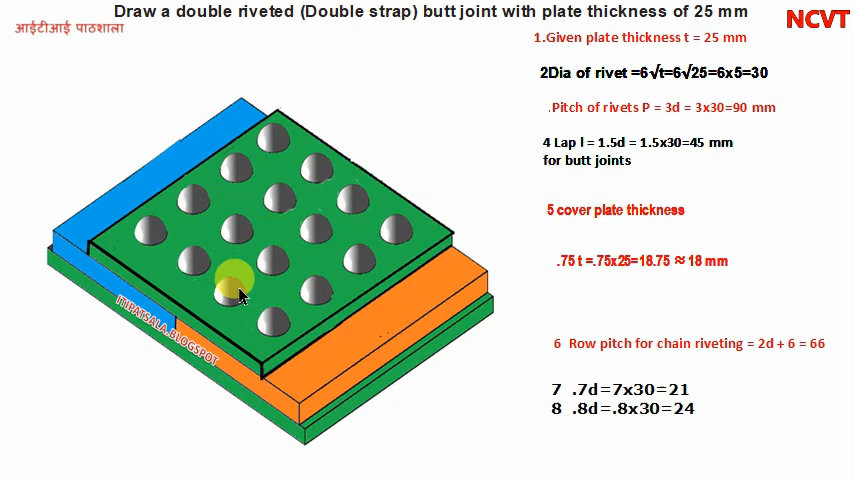 Draw a double riveted (Double strap) butt joint with plate thickness of 25 mm
आईटीआई पाठशाला
NCVT
1.Given plate thickness t = 25 mm
2Dia of rivet =6√t=6√25=6x5=30
.Pitch of rivets P = 3d = 3x30=90 mm
4 Lap l = 1.5d = 1.5x30=45 mm
for butt joints
5 cover plate thickness
.75 t =.75x25=18.75 ≈ 18 mm
ITIPATSALA.BLOGSPOT
6 Row pitch for chain riveting = 2d + 6 = 66
7 .7d=7x30=21
8 .8d=.8x30=24